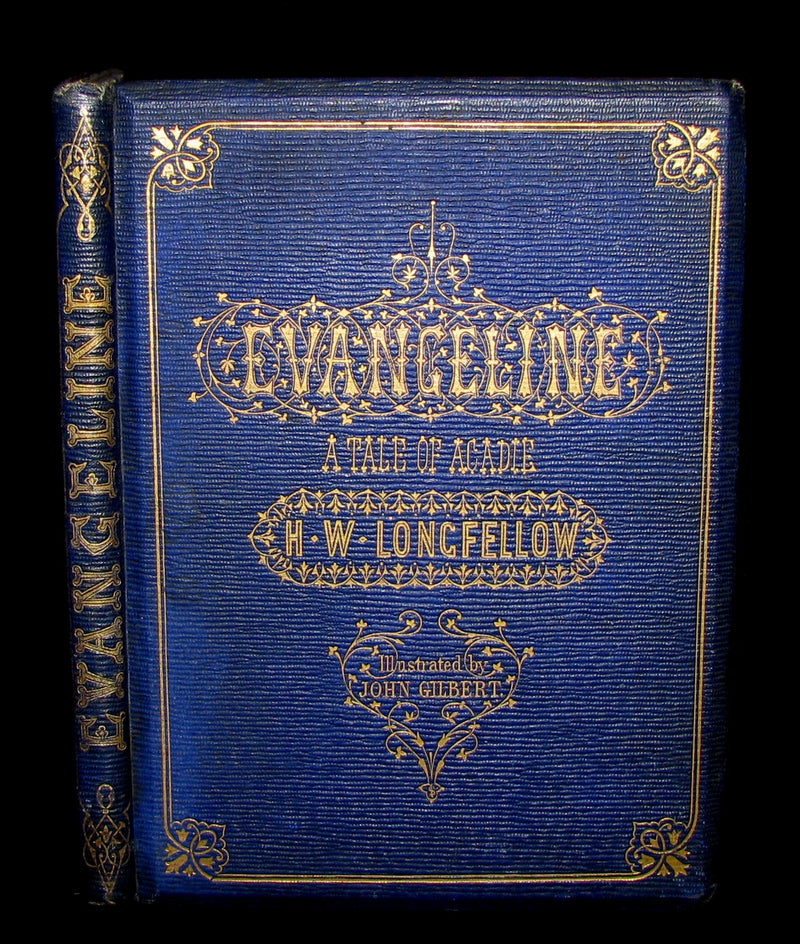 EVANGELINE
EVANGELINE
A TALE OF ACADIE
H·W·LONGFELLOW
Illustrated by
JOHN GILBERT